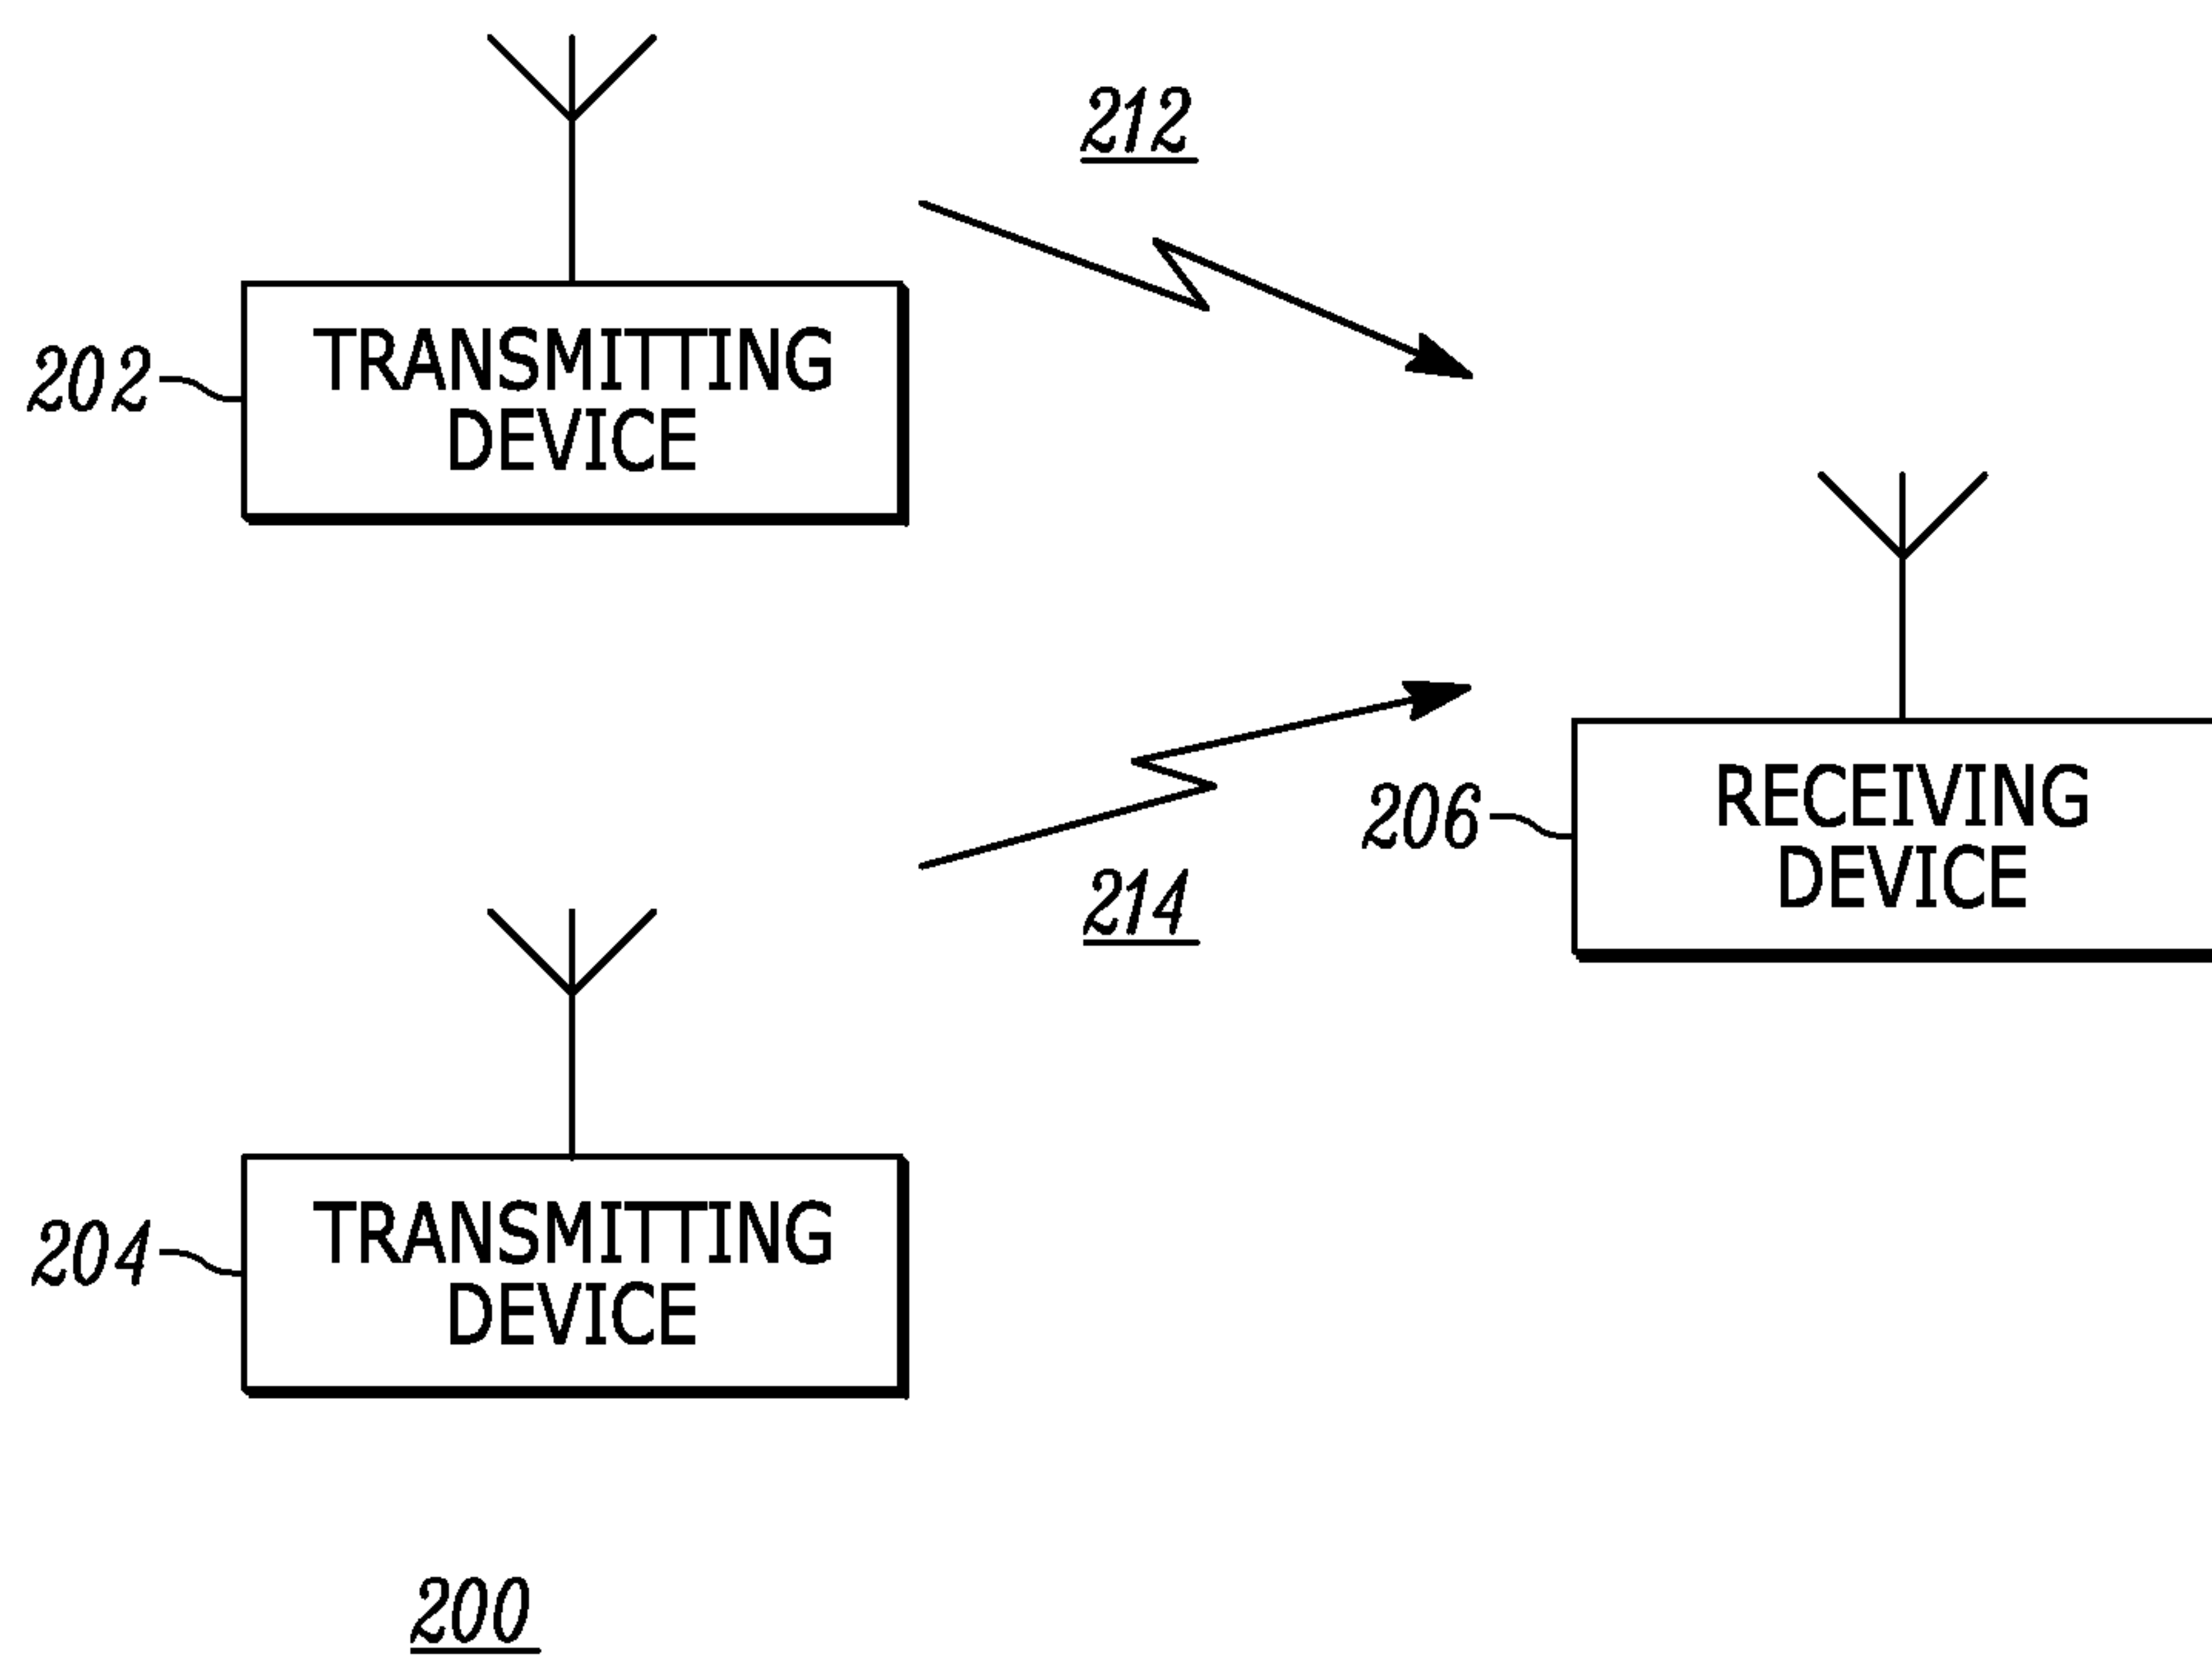 212
202
TRANSMITTING
DEVICE
206
RECEIVING
DEVICE
214
204
TRANSMITTING
DEVICE
200